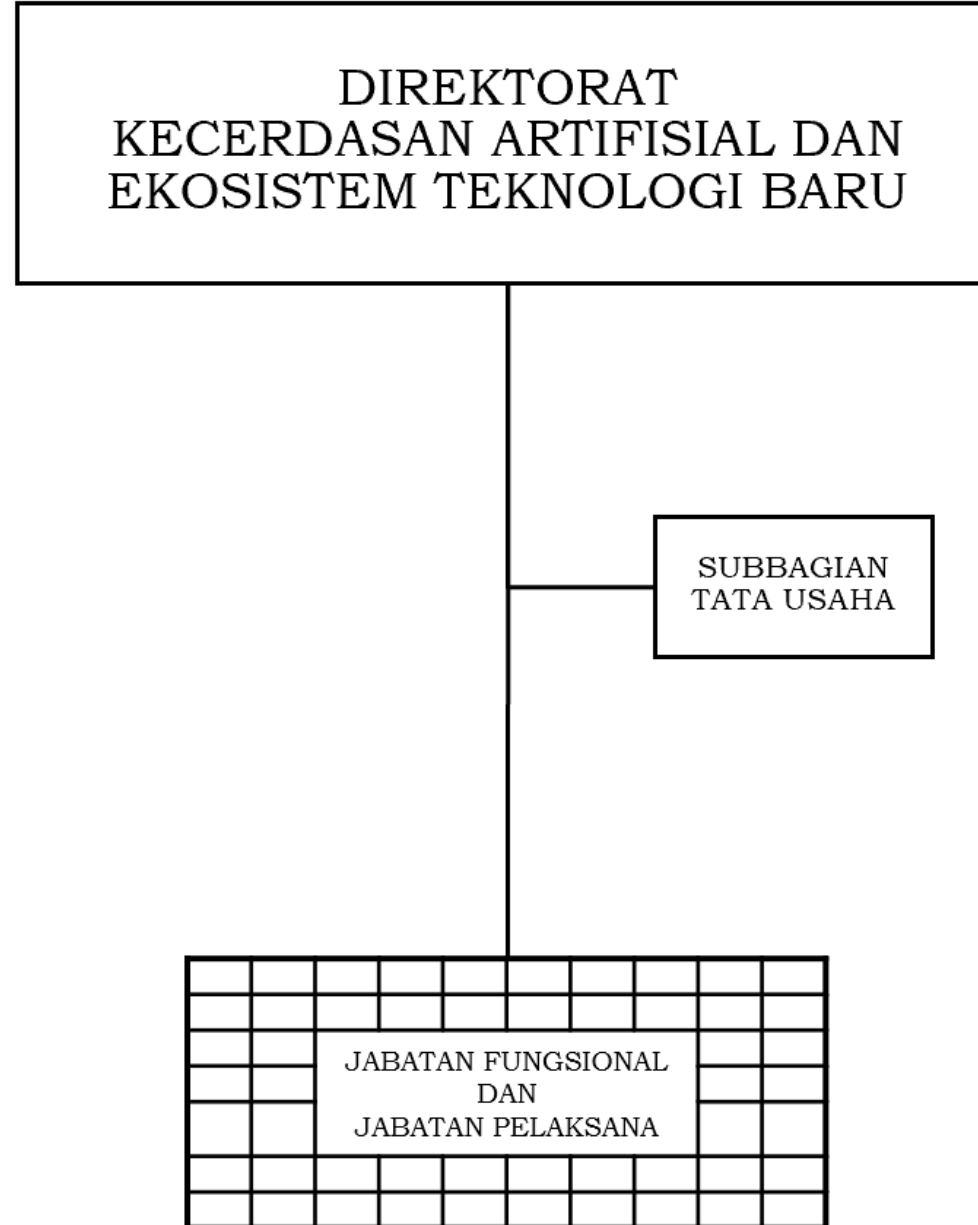 DIREKTORAT
KECERDASAN ARTIFISIAL DAN
EKOSISTEM TEKNOLOGI BARU
SUBBAGIAN
TATA USAHA
JABATAN FUNGSIONAL
DAN
JABATAN PELAKSANA